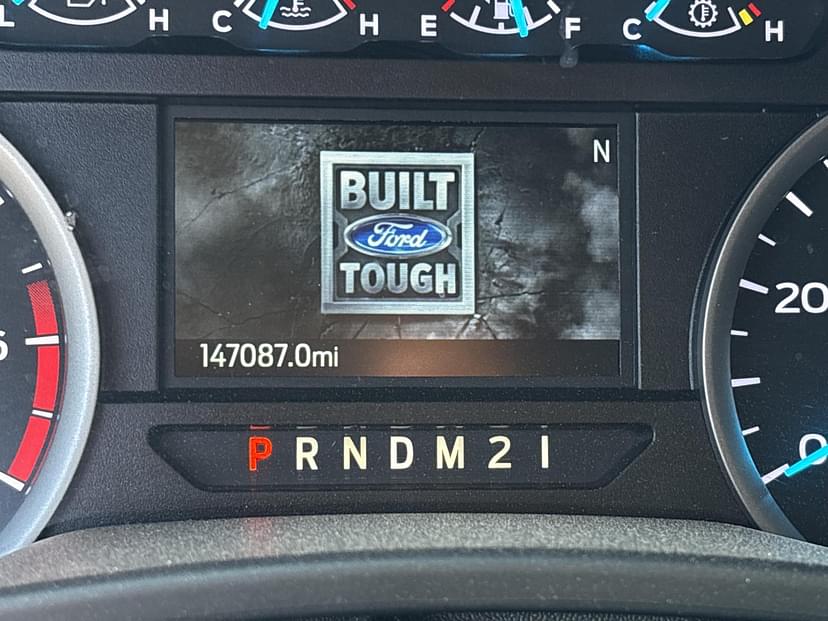 L H C H E F C H
N
BUILT
Ford
TOUGH
147087.0mi
20
0
P R N D M 2 1